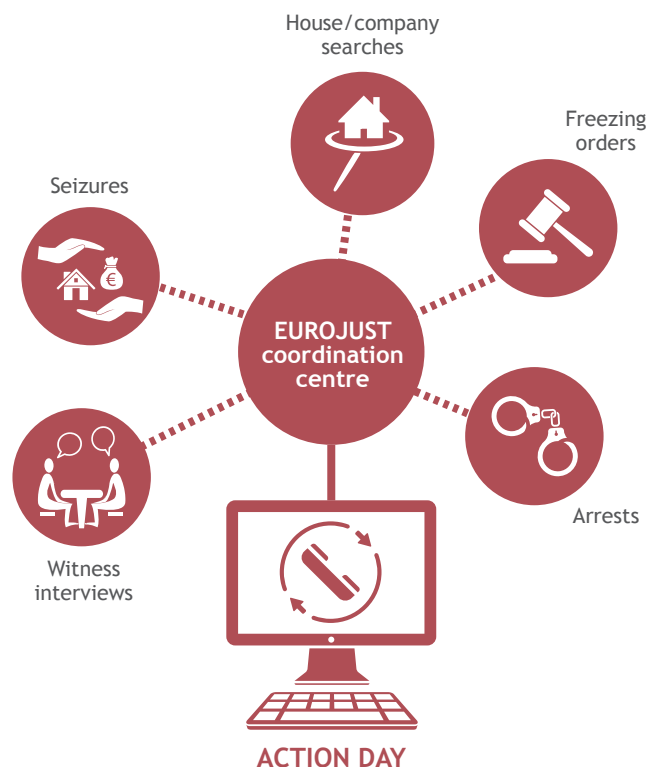 House/company
searches
Freezing
orders
Seizures
€
EUROJUST
coordination
centre
Arrests
Witness
interviews
ACTION DAY